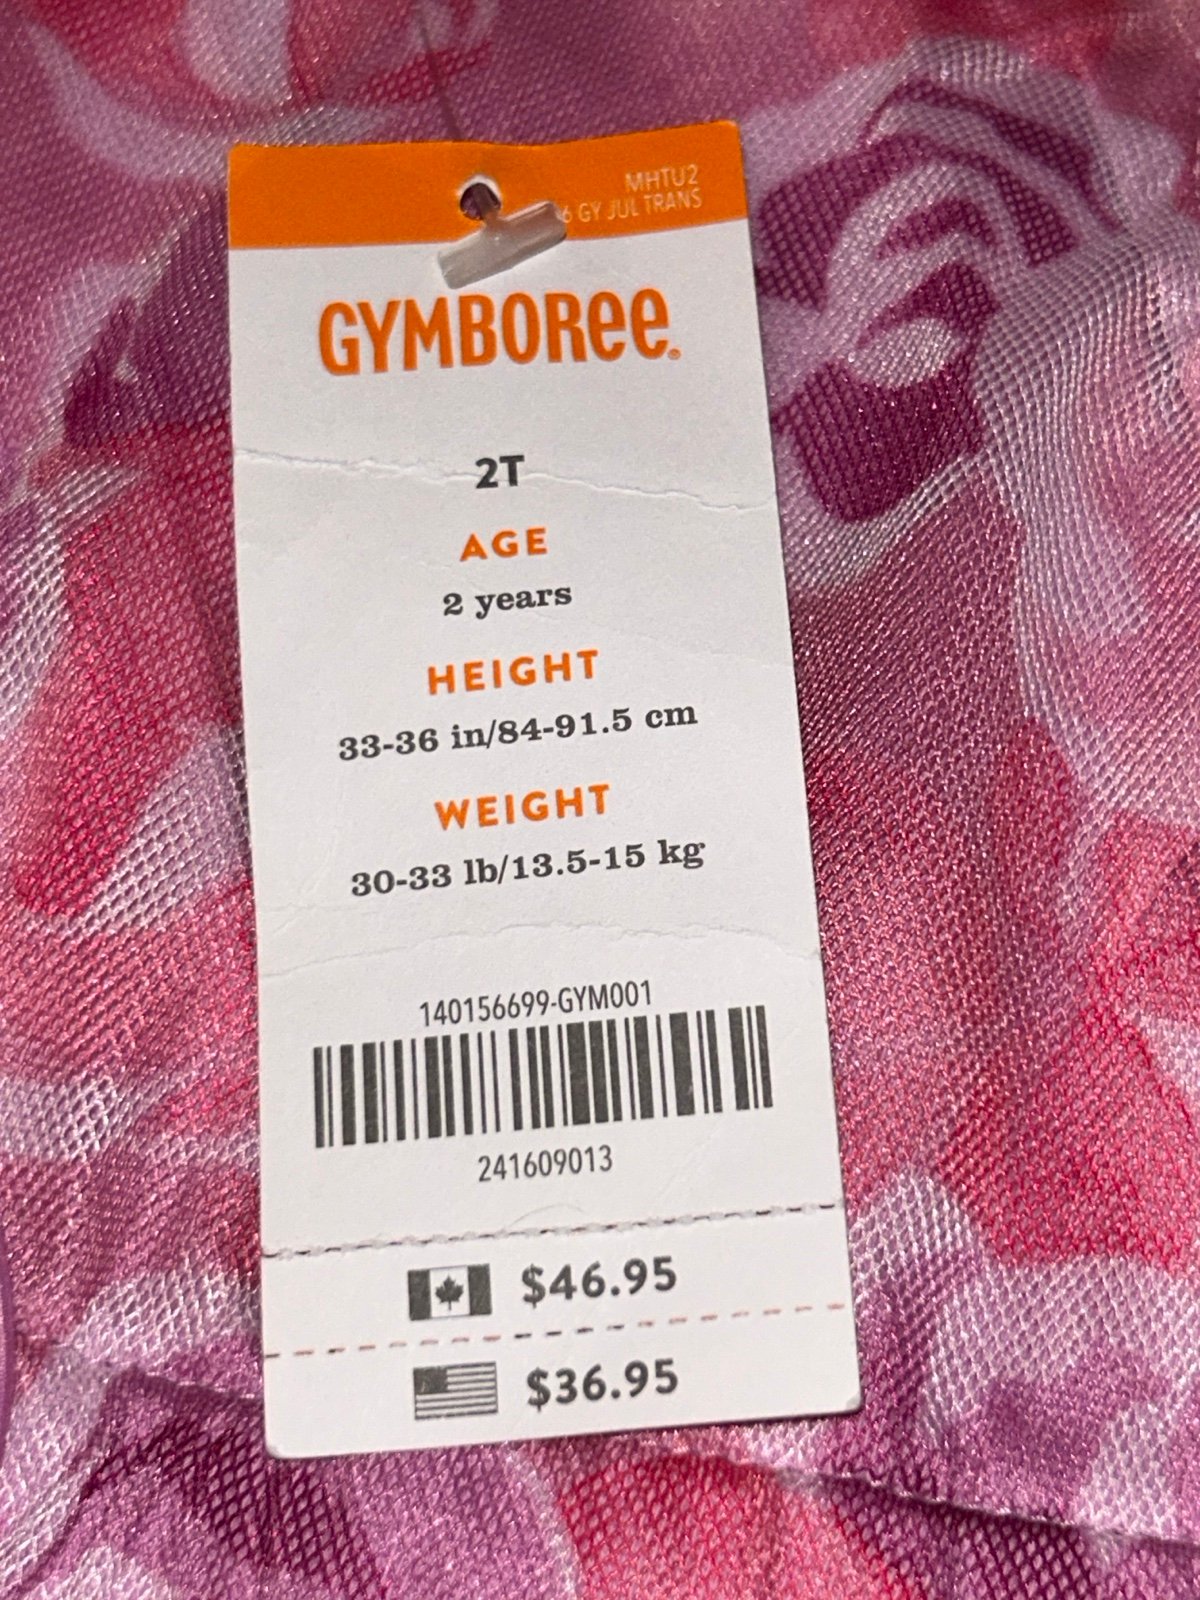 MHTU2
6 GY JUL TRANS
GYMBOREE
2T
AGE
2 years
HEIGHT
33-36 in/84-91.5 cm
WEIGHT
30-33 lb/13.5-15 kg
140156699-GYM001
241609013
$46.95
$36.95